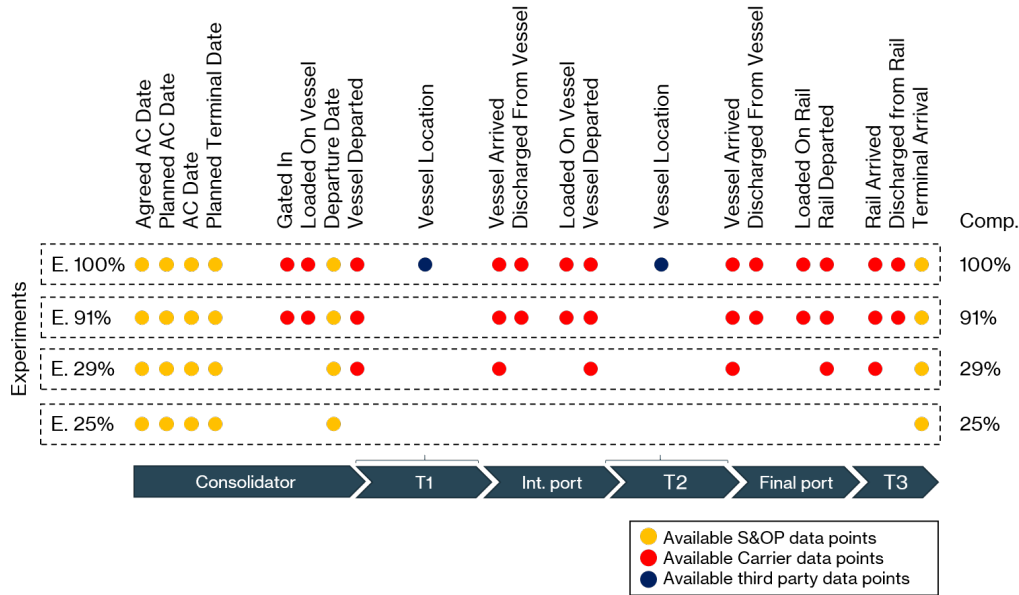 Agreed AC Date
Planned AC Date
AC Date
Planned Terminal Date
Gated In
Loaded On Vessel
Departure Date
Vessel Departed
Vessel Location
Vessel Arrived
Discharged From Vessel
Loaded On Vessel
Vessel Departed
Vessel Location
Vessel Arrived
Discharged From Vessel
Loaded On Rail
Rail Departed
Rail Arrived
Discharged from Rail
Terminal Arrival
Comp.
Experiments
E. 100%
100%
E. 91%
91%
E. 29%
29%
E. 25%
25%
Consolidator
T1
Int. port
T2
Final port
T3
Available S&OP data points
Available Carrier data points
Available third party data points